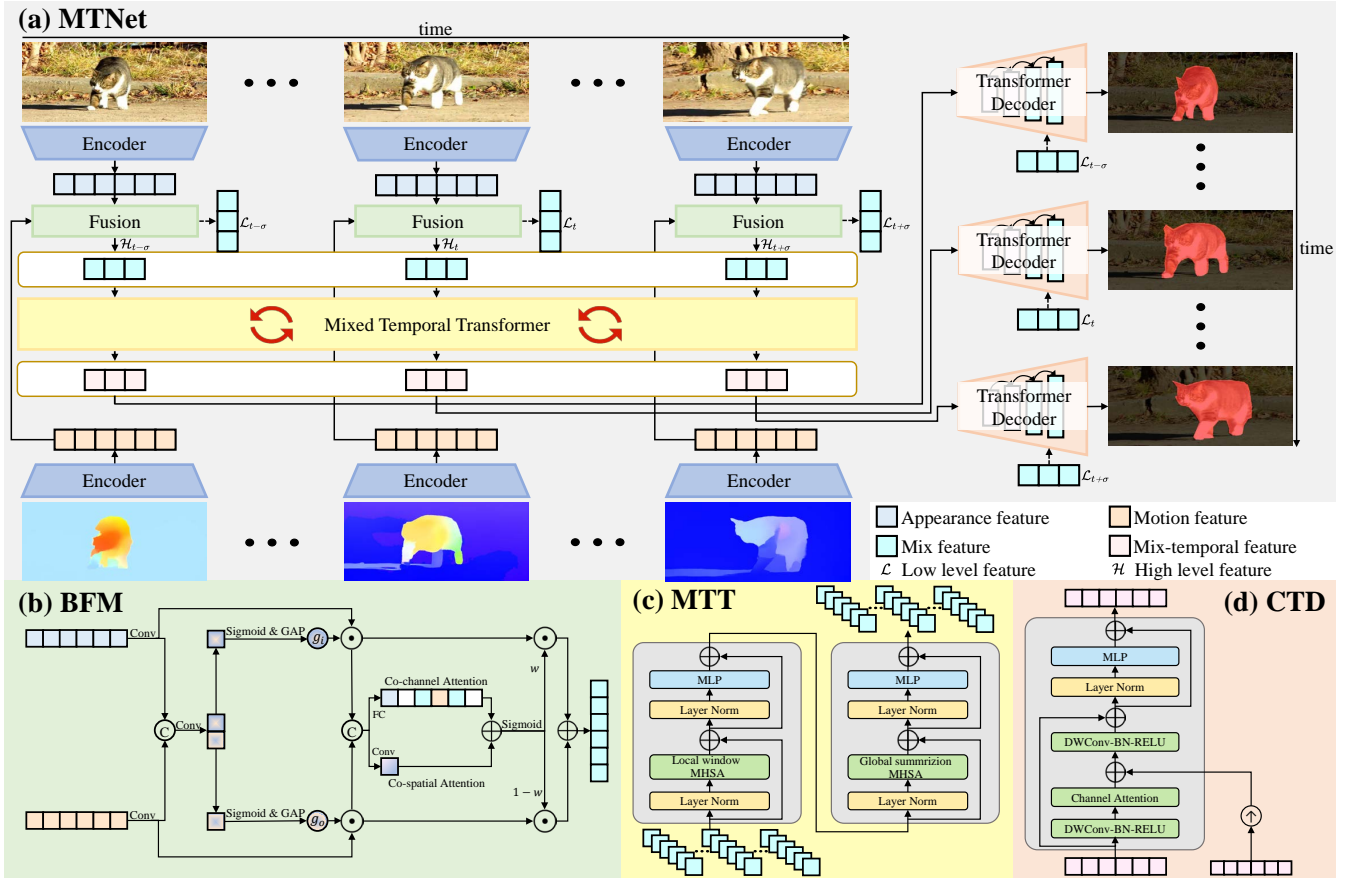 (a) MTNet
time
Encoder
Encoder
Encoder
Fusion
ℒt−σ
Fusion
ℒt
Fusion
ℒt+σ
ℋt−σ
ℋt
ℋt+σ
Mixed Temporal Transformer
Encoder
Encoder
Encoder
Transformer
Decoder
ℒt−σ
Transformer
Decoder
ℒt
Transformer
Decoder
ℒt+σ
time
Appearance feature
Motion feature
Mix feature
Mix-temporal feature
ℒ Low level feature
ℋ High level feature
(b) BFM
Conv
Sigmoid & GAP
gi
C
Conv
Conv
Sigmoid & GAP
go
C
FC
Co-channel Attention
Conv
Co-spatial Attention
Sigmoid
w
1 − w
(c) MTT
MLP
Layer Norm
Local window
MHSA
Layer Norm
MLP
Layer Norm
Global summrizion
MHSA
Layer Norm
(d) CTD
MLP
Layer Norm
DWConv-BN-RELU
Channel Attention
DWConv-BN-RELU